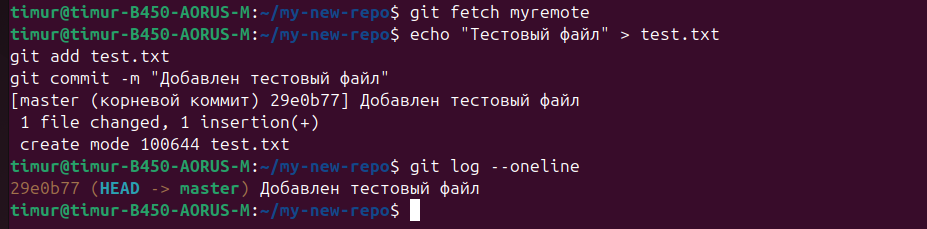 timur@timur-B450-AORUS-M:~/my-new-repo$ git fetch myremote
timur@timur-B450-AORUS-M:~/my-new-repo$ echo "Тестовый файл" > test.txt
git add test.txt
git commit -m "Добавлен тестовый файл"
[master (корневой коммит) 29e0b77] Добавлен тестовый файл
 1 file changed, 1 insertion(+)
 create mode 100644 test.txt
timur@timur-B450-AORUS-M:~/my-new-repo$ git log --oneline
29e0b77 (HEAD -> master) Добавлен тестовый файл
timur@timur-B450-AORUS-M:~/my-new-repo$